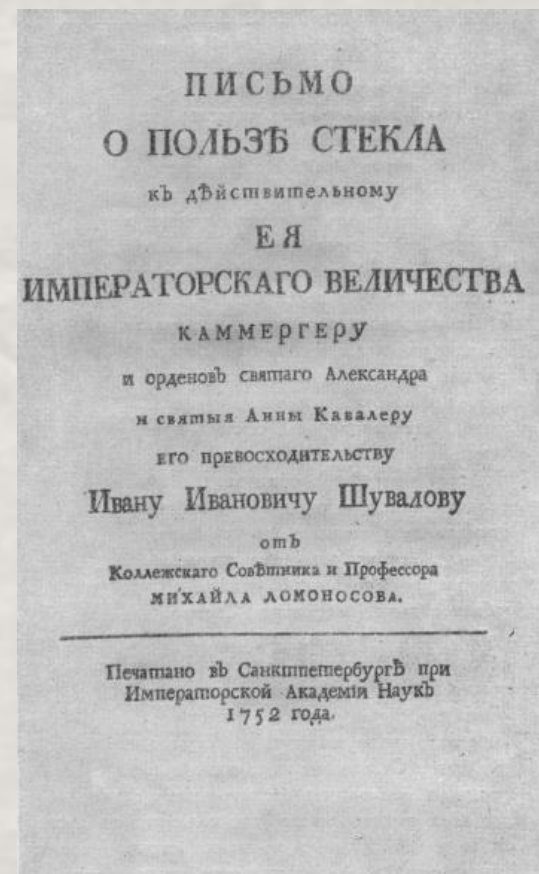 ПИСЬМО
О ПОЛЬЗѢ СТЕКЛА
къ дѣйствительному
ЕЯ
ИМПЕРАТОРСКАГО ВЕЛИЧЕСТВА
КАММЕРГЕРУ
и орденовъ святаго Александра
и святыя Анны Кавалеру
ЕГО ПРЕВОСХОДИТЕЛЬСТВУ
Ивану Ивановичу Шувалову
отъ
Коллежскаго Совѣтника и Профессора
МИХАЙЛА ЛОМОНОСОВА.
Печатано въ Санктпетербургѣ при
Императорской Академіи Наукъ
1752 года.